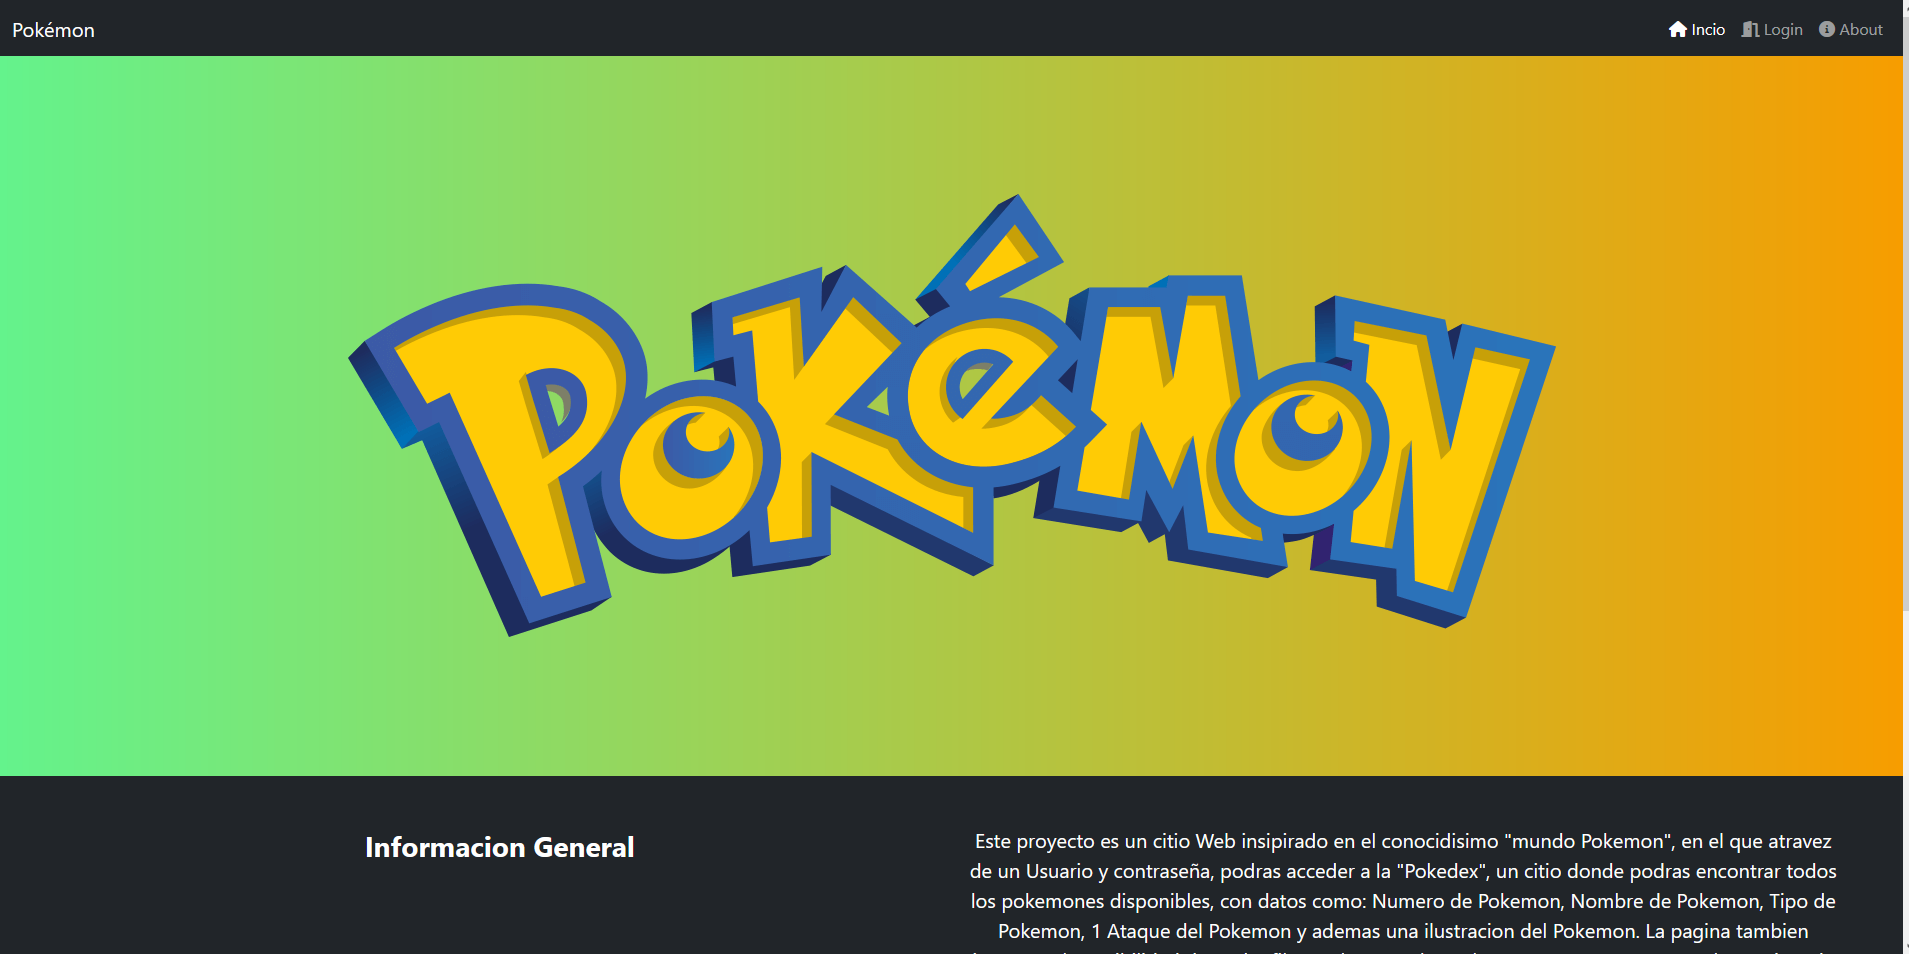 Pokémon
Incio
Login
About
POKéMON
Informacion General
Este proyecto es un citio Web insipirado en el conocidisimo "mundo Pokemon", en el que atravez
de un Usuario y contraseña, podras acceder a la "Pokedex", un citio donde podras encontrar todos
los pokemones disponibles, con datos como: Numero de Pokemon, Nombre de Pokemon, Tipo de
Pokemon, 1 Ataque del Pokemon y ademas una ilustracion del Pokemon. La pagina tambien